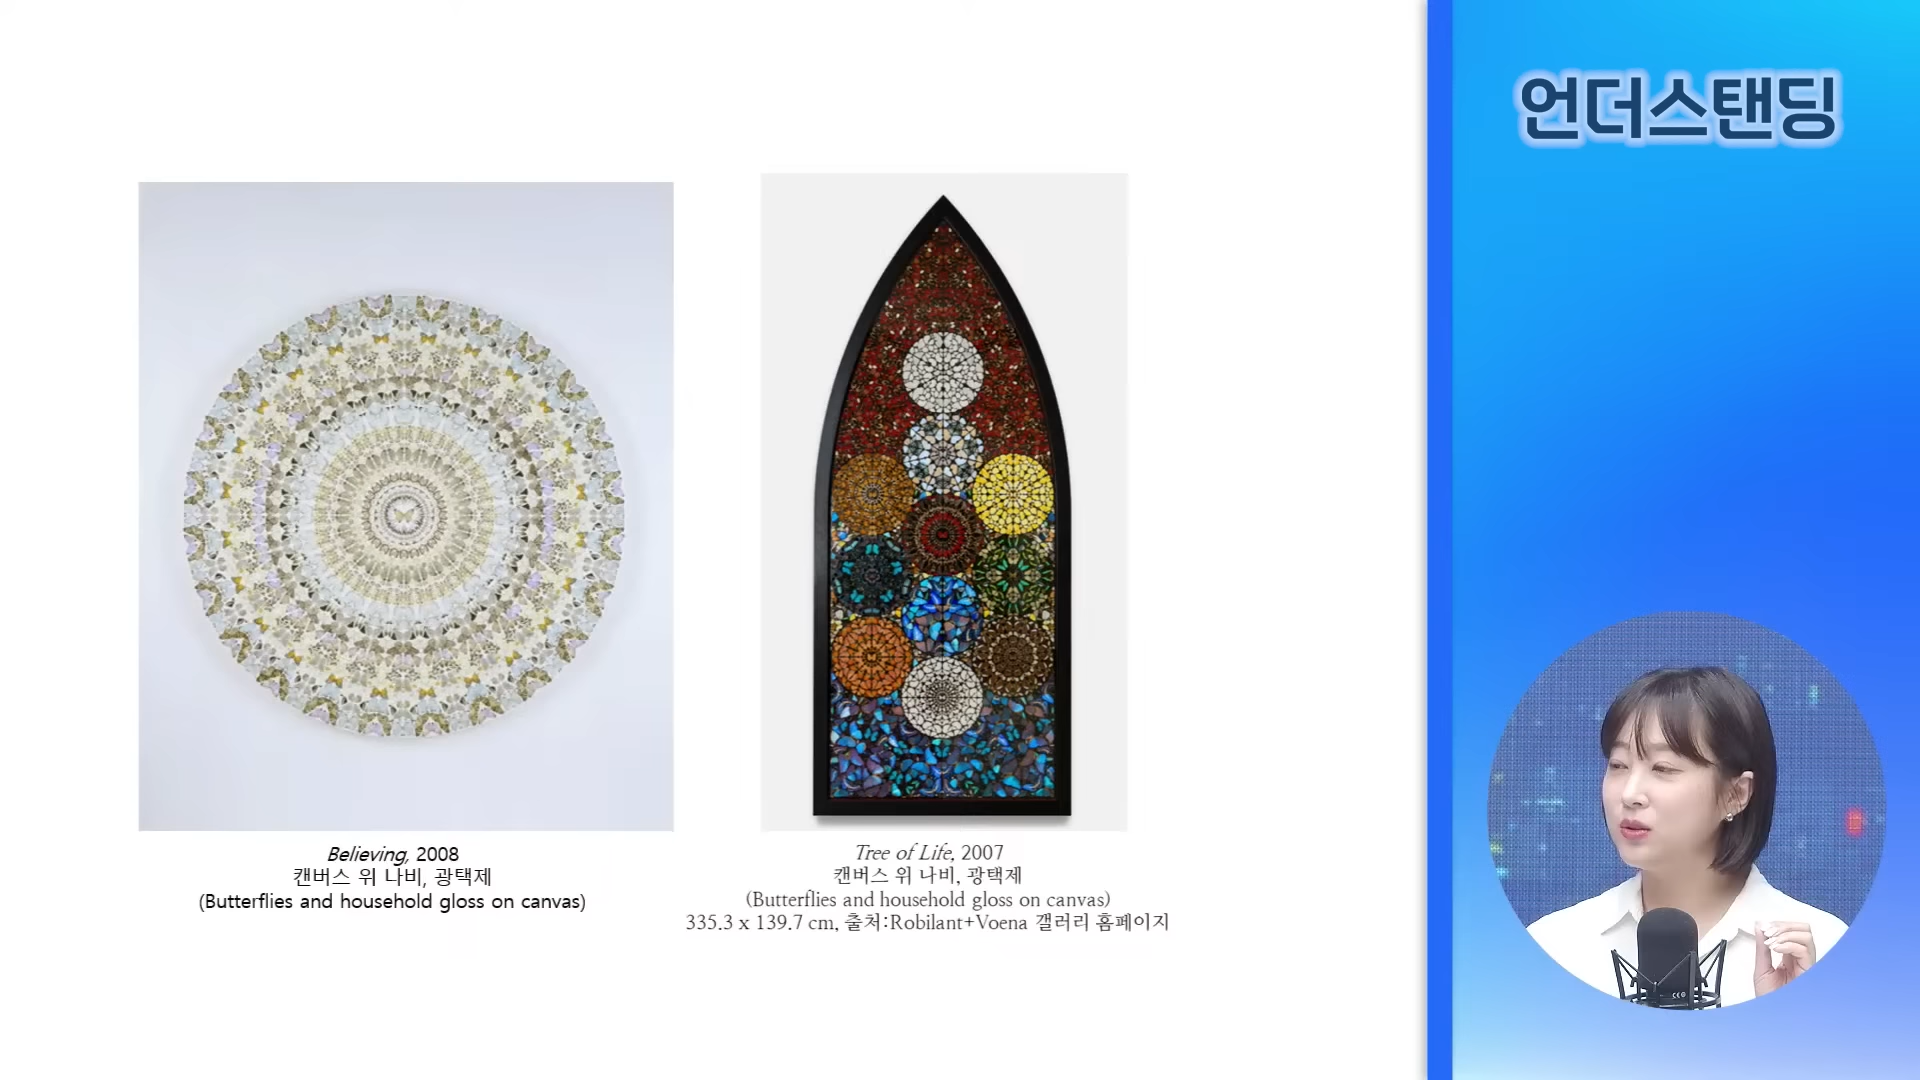 언더스탠딩
Believing, 2008
캔버스 위 나비, 광택제
(Butterflies and household gloss on canvas)
Tree of Life, 2007
캔버스 위 나비, 광택제
(Butterflies and household gloss on canvas)
335.3 x 139.7 cm, 출처:Robilant+Voena 갤러리 홈페이지